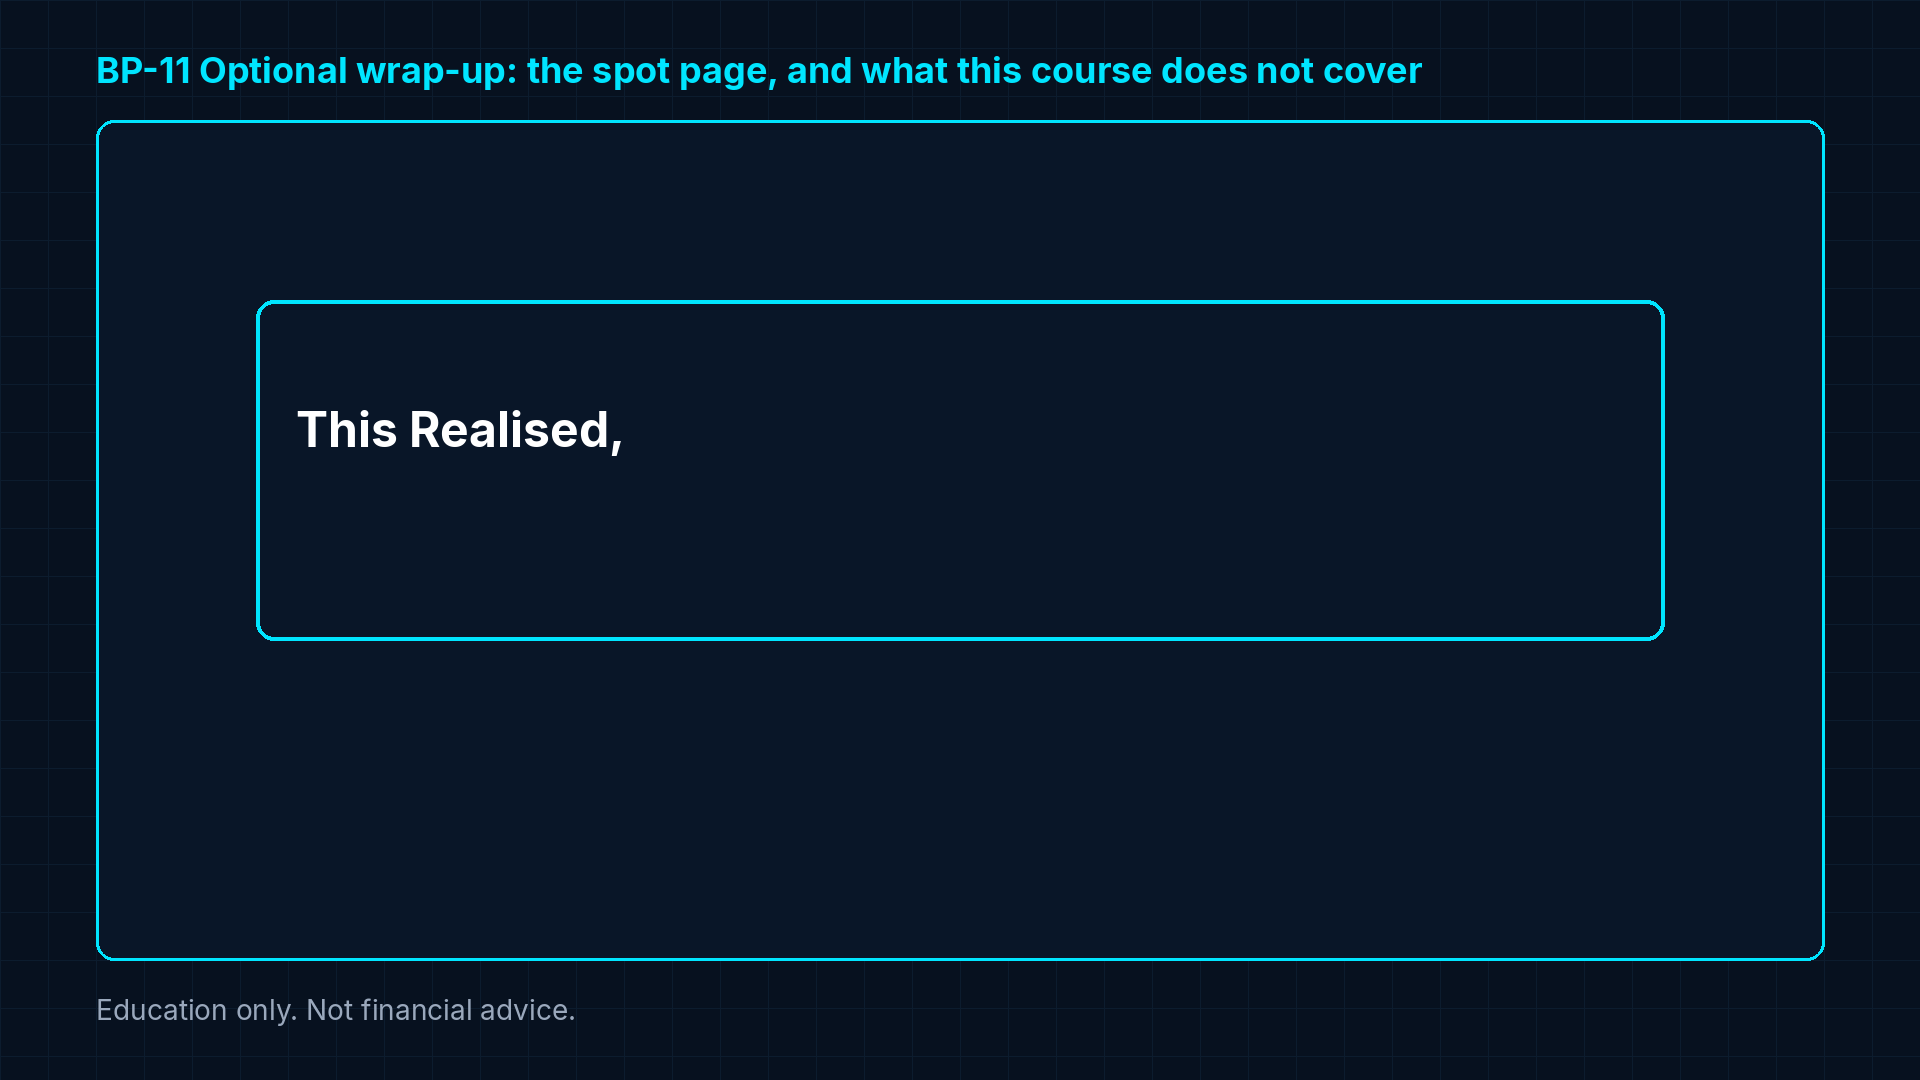 BP-11 Optional wrap-up: the spot page, and what this course does not cover
This Realised,
Education only. Not financial advice.